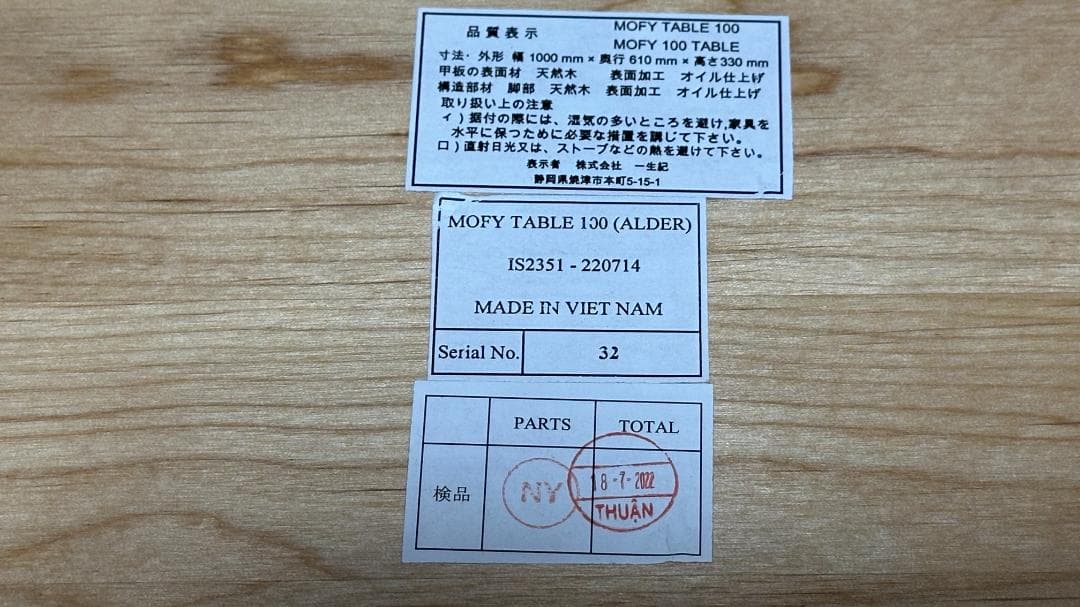 品質表示 MOFY TABLE 100
MOFY 100 TABLE
寸法・外形 幅 1000 mm × 奥行 610 mm × 高さ330 mm
甲板の表面材 天然木 表面加工 オイル仕上げ
構造部材 脚部 天然木 表面加工 オイル仕上げ
取り扱い上の注意
イ）据付の際には、湿気の多いところを避け,家具を
水平に保つために必要な措置を講じて下さい。
ロ）直射日光又は、ストーブなどの熱を避けて下さい。
表示者 株式会社 一生紀
静岡県焼津市本町5-15-1
MOFY TABLE 100 (ALDER)
IS2351 - 220714
MADE IN VIET NAM
Serial No. 32
PARTS TOTAL
検品 NY 18-7-2022
THUẬN